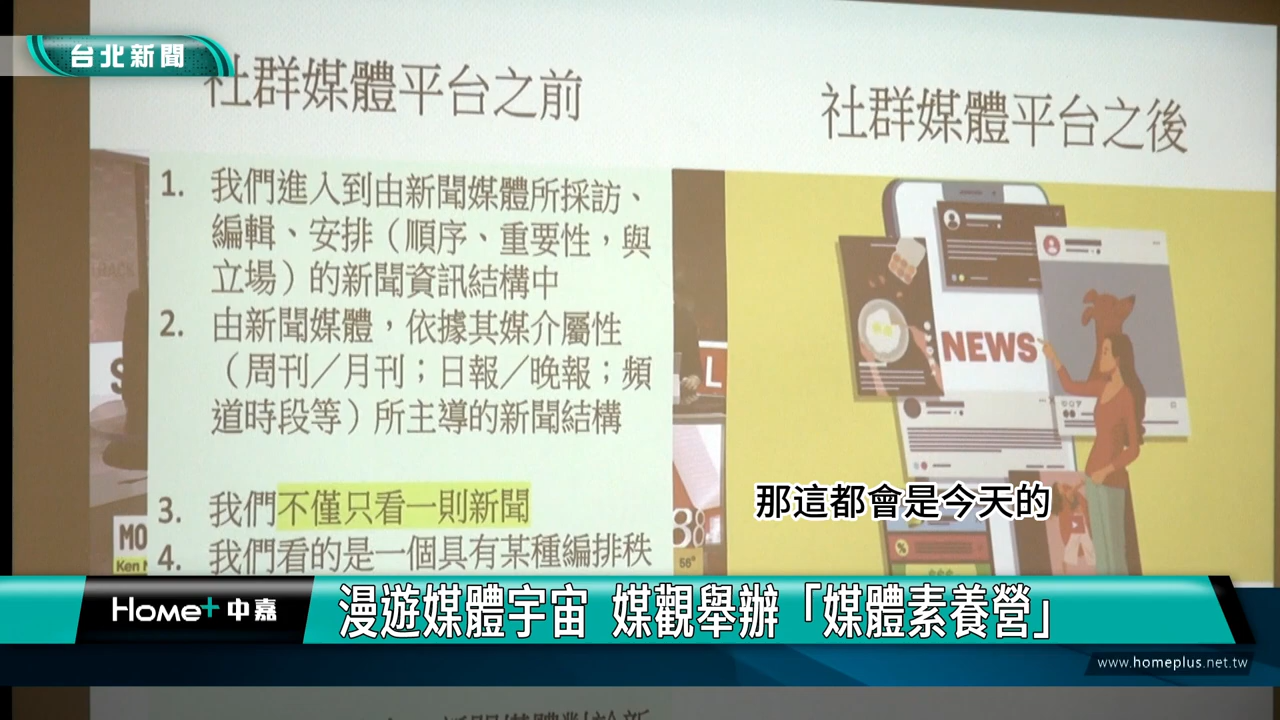 台北新聞
社群媒體平台之前
社群媒體平台之後
1. 我們進入到由新聞媒體所採訪、
編輯、安排（順序、重要性，與
立場）的新聞資訊結構中
2. 由新聞媒體，依據其媒介屬性
（周刊／月刊；日報／晚報；頻
道時段等）所主導的新聞結構
3. 我們不僅只看一則新聞
4. 我們看的是一個具有某種編排秩
NEWS
MO
Ken
56°
那這都會是今天的
Home+ 中嘉
漫遊媒體宇宙 媒觀舉辦「媒體素養營」
www.homeplus.net.tw